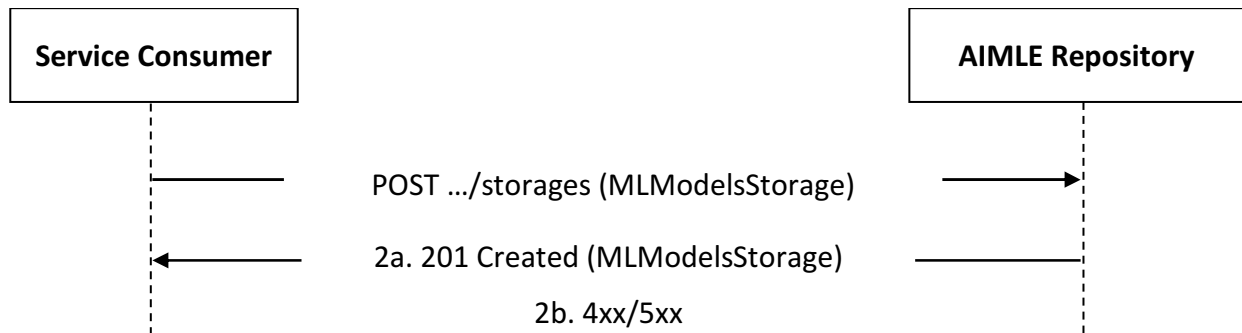 Service Consumer
AIMLE Repository
POST .../storages (MLModelsStorage)
2a. 201 Created (MLModelsStorage)
2b. 4xx/5xx